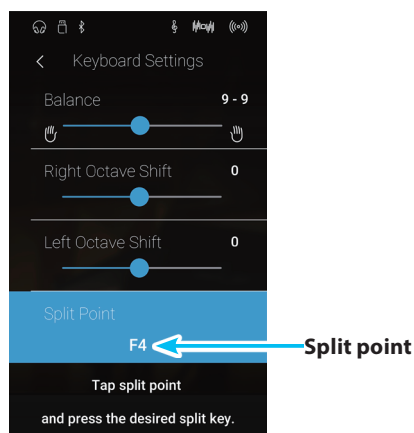 Keyboard Settings
Balance 9 - 9
Right Octave Shift 0
Left Octave Shift 0
Split Point
F4
Split point
Tap split point
and press the desired split key.